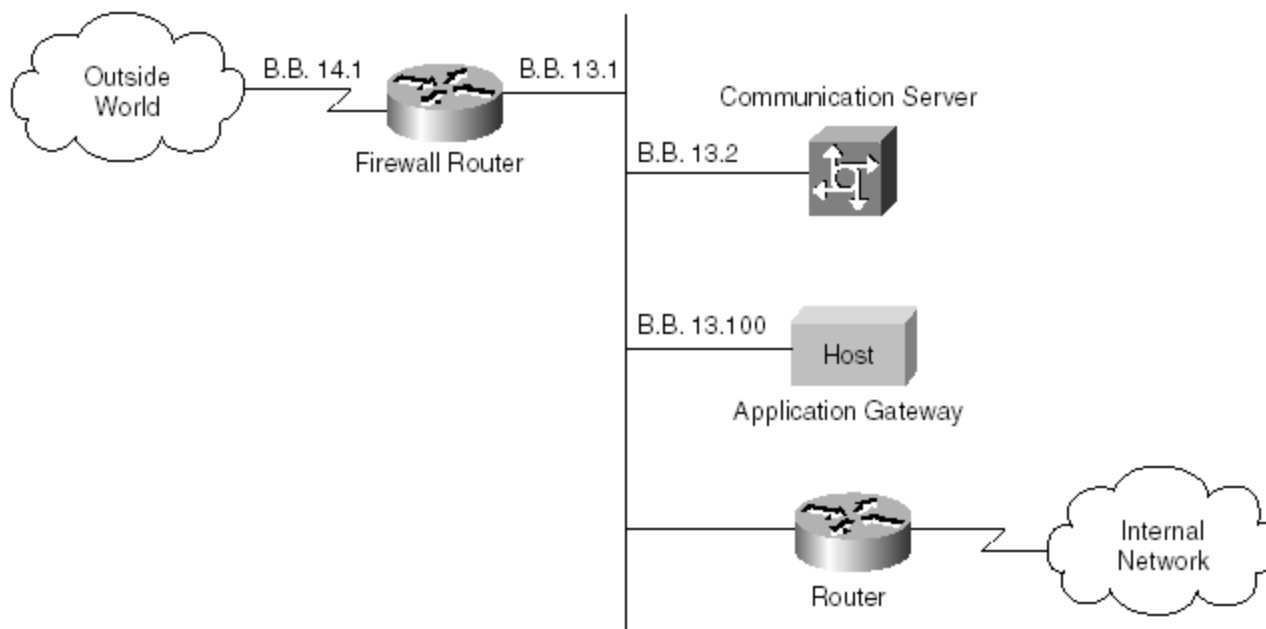 Outside
World
B.B. 14.1
B.B. 13.1
Firewall Router
Communication Server
B.B. 13.2
B.B. 13.100
Host
Application Gateway
Router
Internal
Network